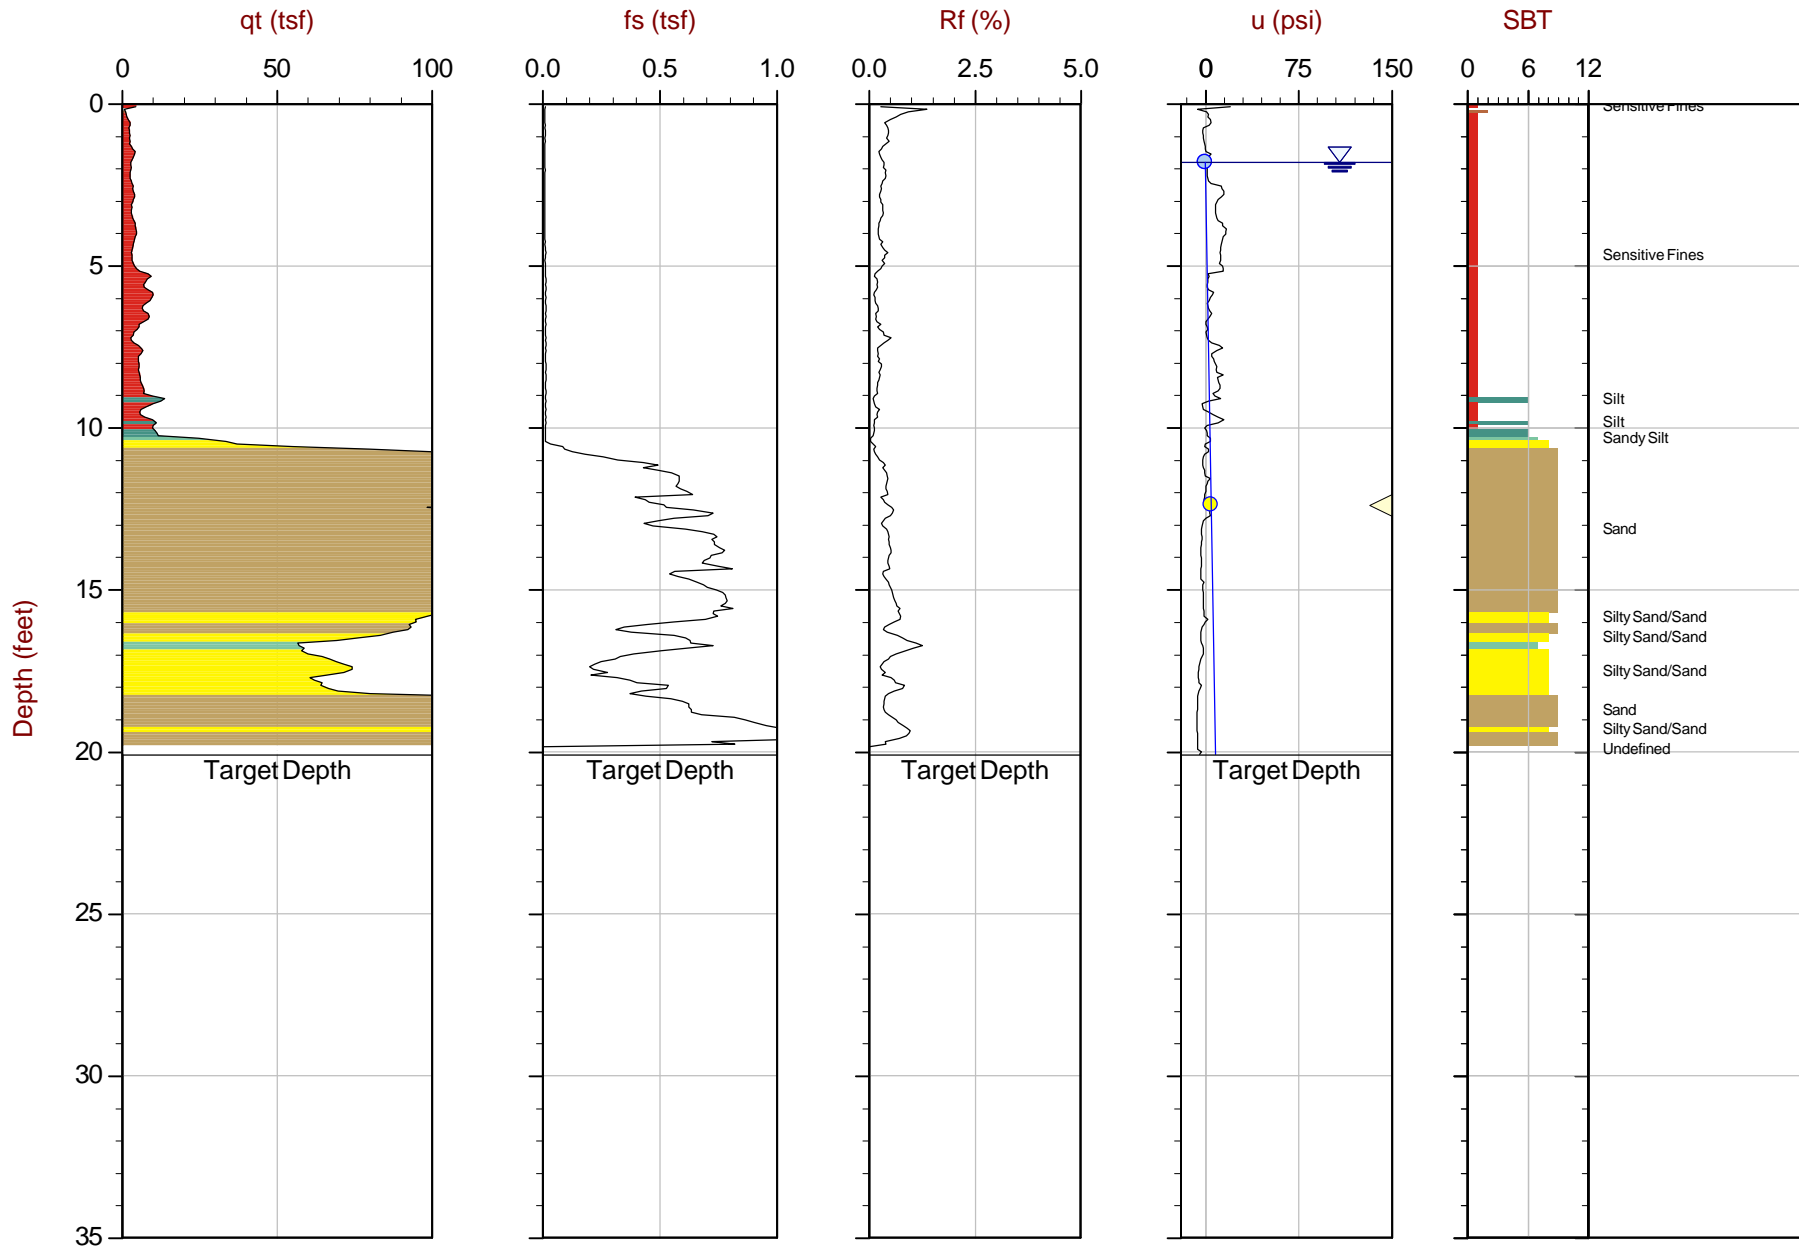 qt (tsf) fs (tsf) Rf (%) u (psi) SBT
0 50 100 0.0 0.5 1.0 0.0 2.5 5.0 0 75 150 0 6 12
0
Sensitive Fines
5
Sensitive Fines
Silt
Silt
10
Sandy Silt
Sand
15
Silty Sand/Sand
Silty Sand/Sand
Silty Sand/Sand
Sand
Silty Sand/Sand
20
Undefined
Target Depth Target Depth Target Depth Target Depth
25
30
35
Depth (feet)